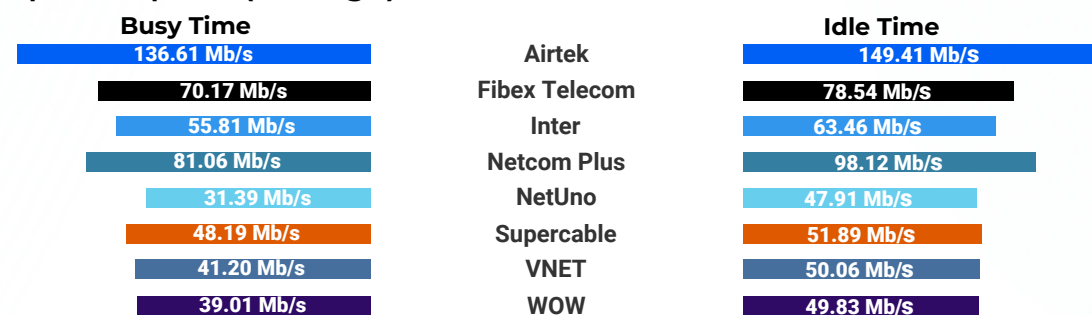 Busy Time Idle Time
136.61 Mb/s Airtek 149.41 Mb/s
70.17 Mb/s Fibex Telecom 78.54 Mb/s
55.81 Mb/s Inter 63.46 Mb/s
81.06 Mb/s Netcom Plus 98.12 Mb/s
31.39 Mb/s NetUno 47.91 Mb/s
48.19 Mb/s Supercable 51.89 Mb/s
41.20 Mb/s VNET 50.06 Mb/s
39.01 Mb/s WOW 49.83 Mb/s